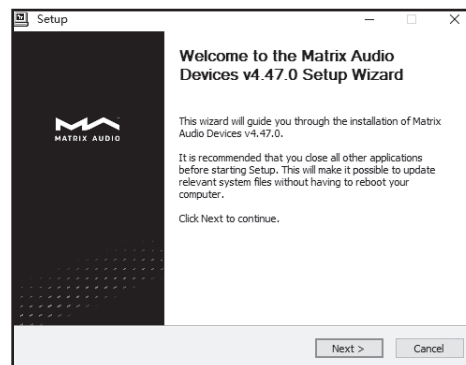 Setup
Welcome to the Matrix Audio
Devices v4.47.0 Setup Wizard
MATRIX AUDIO
This wizard will guide you through the installation of Matrix
Audio Devices v4.47.0.
It is recommended that you close all other applications
before starting Setup. This will make it possible to update
relevant system files without having to reboot your
computer.
Click Next to continue.
Next >
Cancel